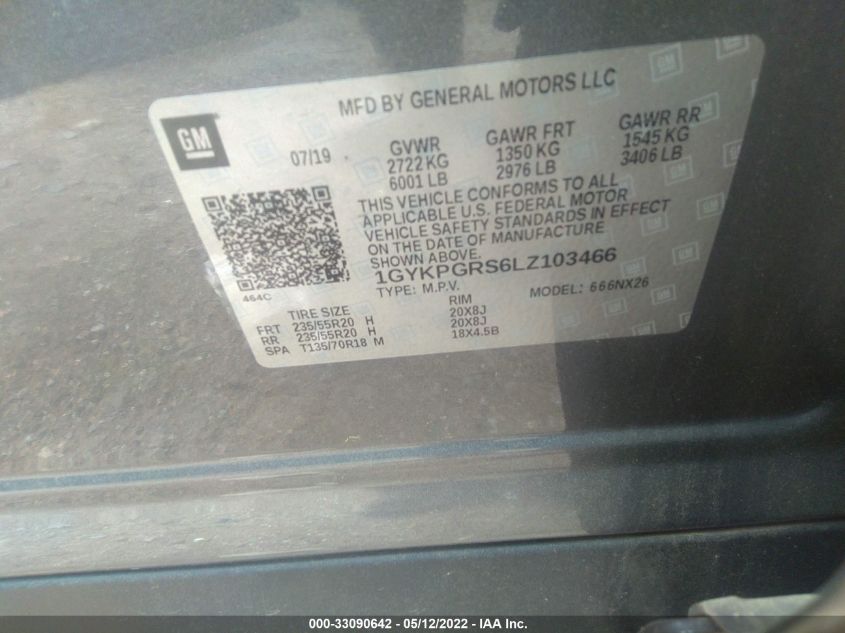 MFD BY GENERAL MOTORS LLC
GM
07/19 GVWR GAWR FRT GAWR RR
2722 KG 1350 KG 1545 KG
6001 LB 2976 LB 3406 LB
THIS VEHICLE CONFORMS TO ALL
APPLICABLE U.S. FEDERAL MOTOR
VEHICLE SAFETY STANDARDS IN EFFECT
ON THE DATE OF MANUFACTURE
SHOWN ABOVE.
1GYKPGRS6LZ103466
464C
TYPE: M.P.V. MODEL: 666NX26
TIRE SIZE RIM
FRT 235/55R20 H 20X8J
RR 235/55R20 H 20X8J
SPA T135/70R18 M 18X4.5B
000-33090642 - 05/12/2022 - IAA Inc.